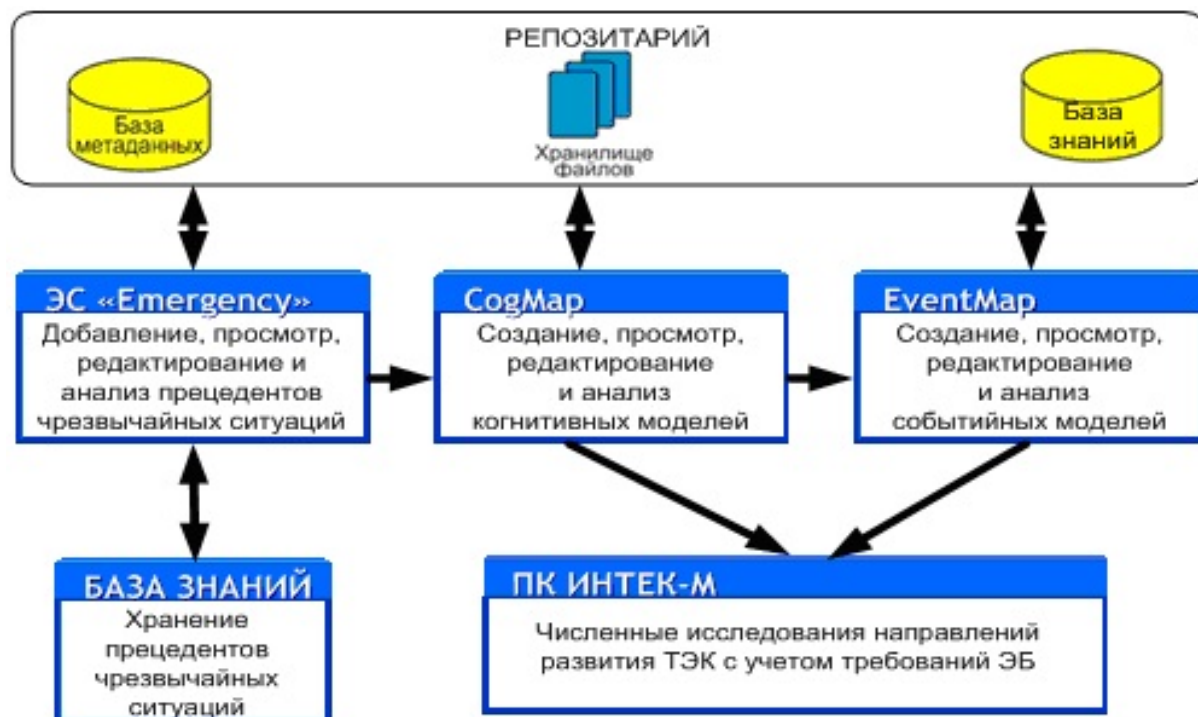 РЕПОЗИТАРИЙ
База
метаданных
Хранилище
файлов
База
знаний
ЭС «Emergency»
Добавление, просмотр,
редактирование и
анализ прецедентов
чрезвычайных ситуаций
CogMap
Создание, просмотр,
редактирование
и анализ
когнитивных моделей
EventMap
Создание, просмотр,
редактирование
и анализ
событийных моделей
БАЗА ЗНАНИЙ
Хранение
прецедентов
чрезвычайных
ситуаций
ПК ИНТЕК-М
Численные исследования направлений
развития ТЭК с учетом требований ЭБ